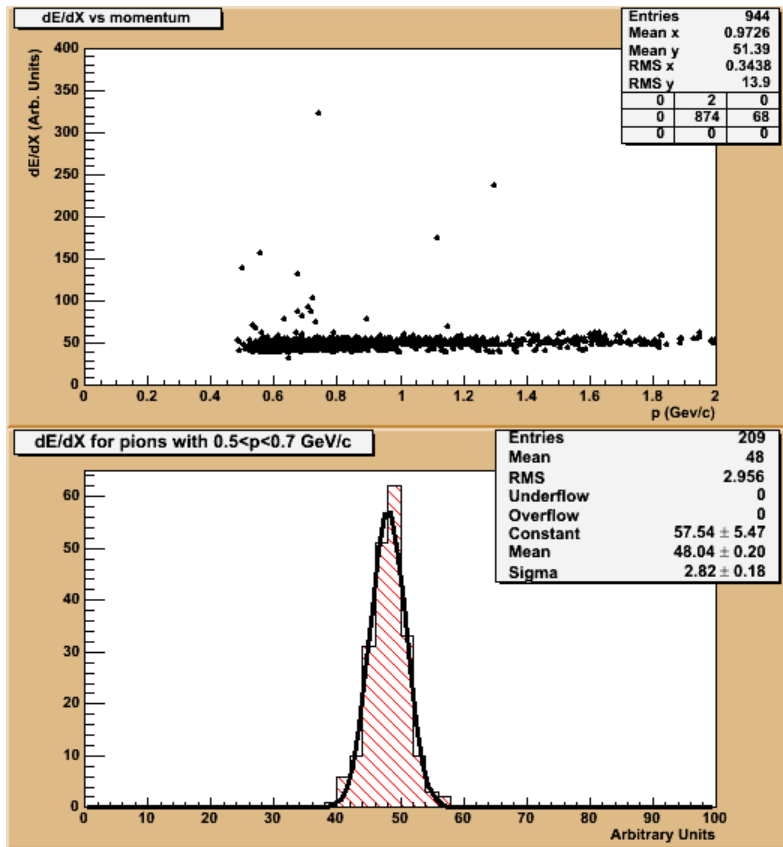 dE/dX vs momentum
Entries 944
Mean x 0.9726
Mean y 51.39
RMS x 0.3438
RMS y 13.9
0 2 0
0 874 68
0 0 0
dE/dX (Arb. Units)
400
350
300
250
200
150
100
50
0
0 0.2 0.4 0.6 0.8 1 1.2 1.4 1.6 1.8 2
p (Gev/c)
dE/dX for pions with 0.5<p<0.7 GeV/c
Entries 209
Mean 48
RMS 2.956
Underflow 0
Overflow 0
Constant 57.54 ± 5.47
Mean 48.04 ± 0.20
Sigma 2.82 ± 0.18
60
50
40
30
20
10
0
0 10 20 30 40 50 60 70 80 90 100
Arbitrary Units